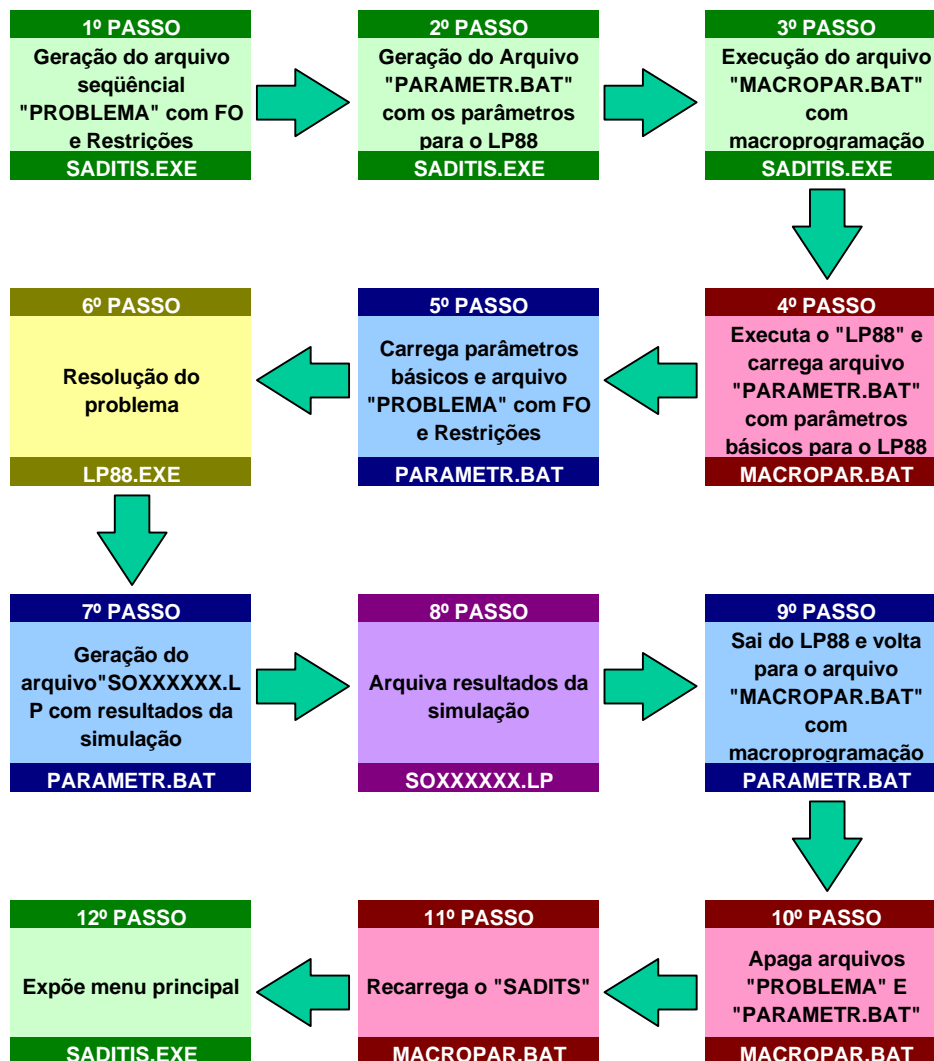 1º PASSO
Geração do arquivo
seqüêncial
"PROBLEMA" com FO
e Restrições
SADITIS.EXE
2º PASSO
Geração do Arquivo
"PARAMETR.BAT"
com os parâmetros
para o LP88
SADITIS.EXE
3º PASSO
Execução do arquivo
"MACROPAR.BAT"
com
macroprogramação
SADITIS.EXE
4º PASSO
Executa o "LP88" e
carrega arquivo
"PARAMETR.BAT"
com parâmetros
básicos para o LP88
MACROPAR.BAT
5º PASSO
Carrega parâmetros
básicos e arquivo
"PROBLEMA" com FO
e Restrições
PARAMETR.BAT
6º PASSO
Resolução do
problema
LP88.EXE
7º PASSO
Geração do
arquivo"SOXXXXXX.L
P com resultados da
simulação
PARAMETR.BAT
8º PASSO
Arquiva resultados da
simulação
SOXXXXXX.LP
9º PASSO
Sai do LP88 e volta
para o arquivo
"MACROPAR.BAT"
com
macroprogramação
PARAMETR.BAT
10º PASSO
Apaga arquivos
"PROBLEMA" E
"PARAMETR.BAT"
MACROPAR.BAT
11º PASSO
Recarrega o "SADITS"
MACROPAR.BAT
12º PASSO
Expõe menu principal
SADITIS.EXE